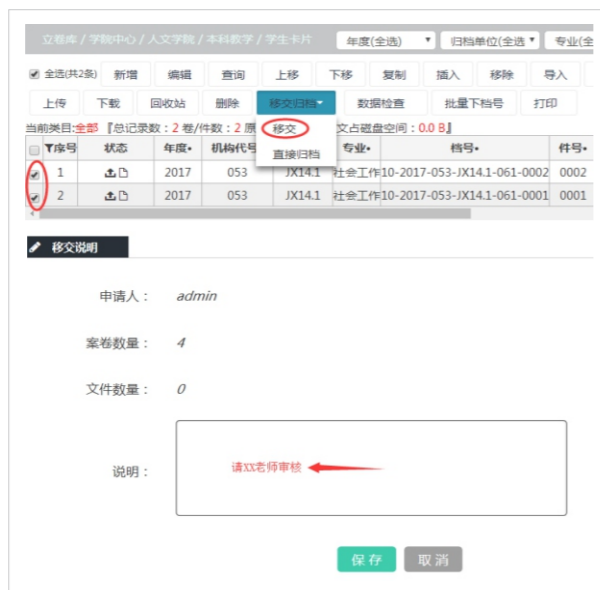 立卷库 / 学院中心 / 人文学院 / 本科教学 / 学生卡片 年度(全选) 归档单位(全选 专业(全
全选(共2条) 新增 编辑 查询 上移 下移 复制 插入 移除 导入
上传 下载 回收站 删除 移交归档 数据检查 批量下档号 打印
当前类目:全部 『总记录数：2 卷/件数：2 原 移交 文占磁盘空间：0.0 B』
直接归档
序号 状态 年度 机构代号 专业 档号 件号
1 2017 053 JX14.1 社会工作 10-2017-053-JX14.1-061-0002 0002
2 2017 053 JX14.1 社会工作 10-2017-053-JX14.1-061-0001 0001
移交说明
申请人： admin
案卷数量： 4
文件数量： 0
说明： 请XX老师审核
保存 取消